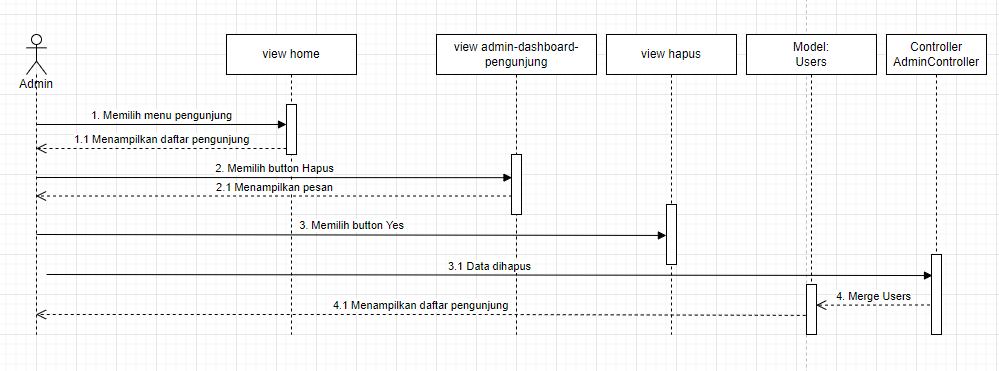 Admin
view home
view admin-dashboard-
pengunjung
view hapus
Model:
Users
Controller
AdminController
1. Memilih menu pengunjung
1.1 Menampilkan daftar pengunjung
2. Memilih button Hapus
2.1 Menampilkan pesan
3. Memilih button Yes
3.1 Data dihapus
4. Merge Users
4.1 Menampilkan daftar pengunjung